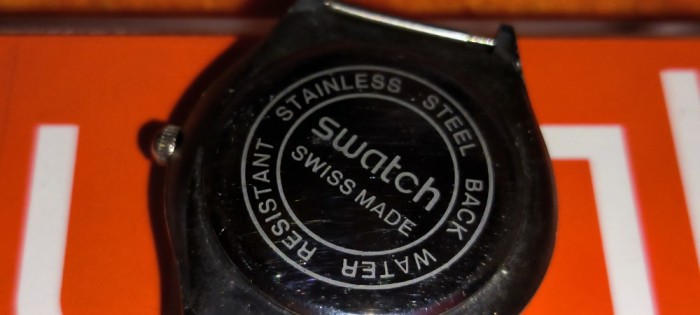 swatch
SWISS MADE
STAINLESS STEEL BACK WATER RESISTANT